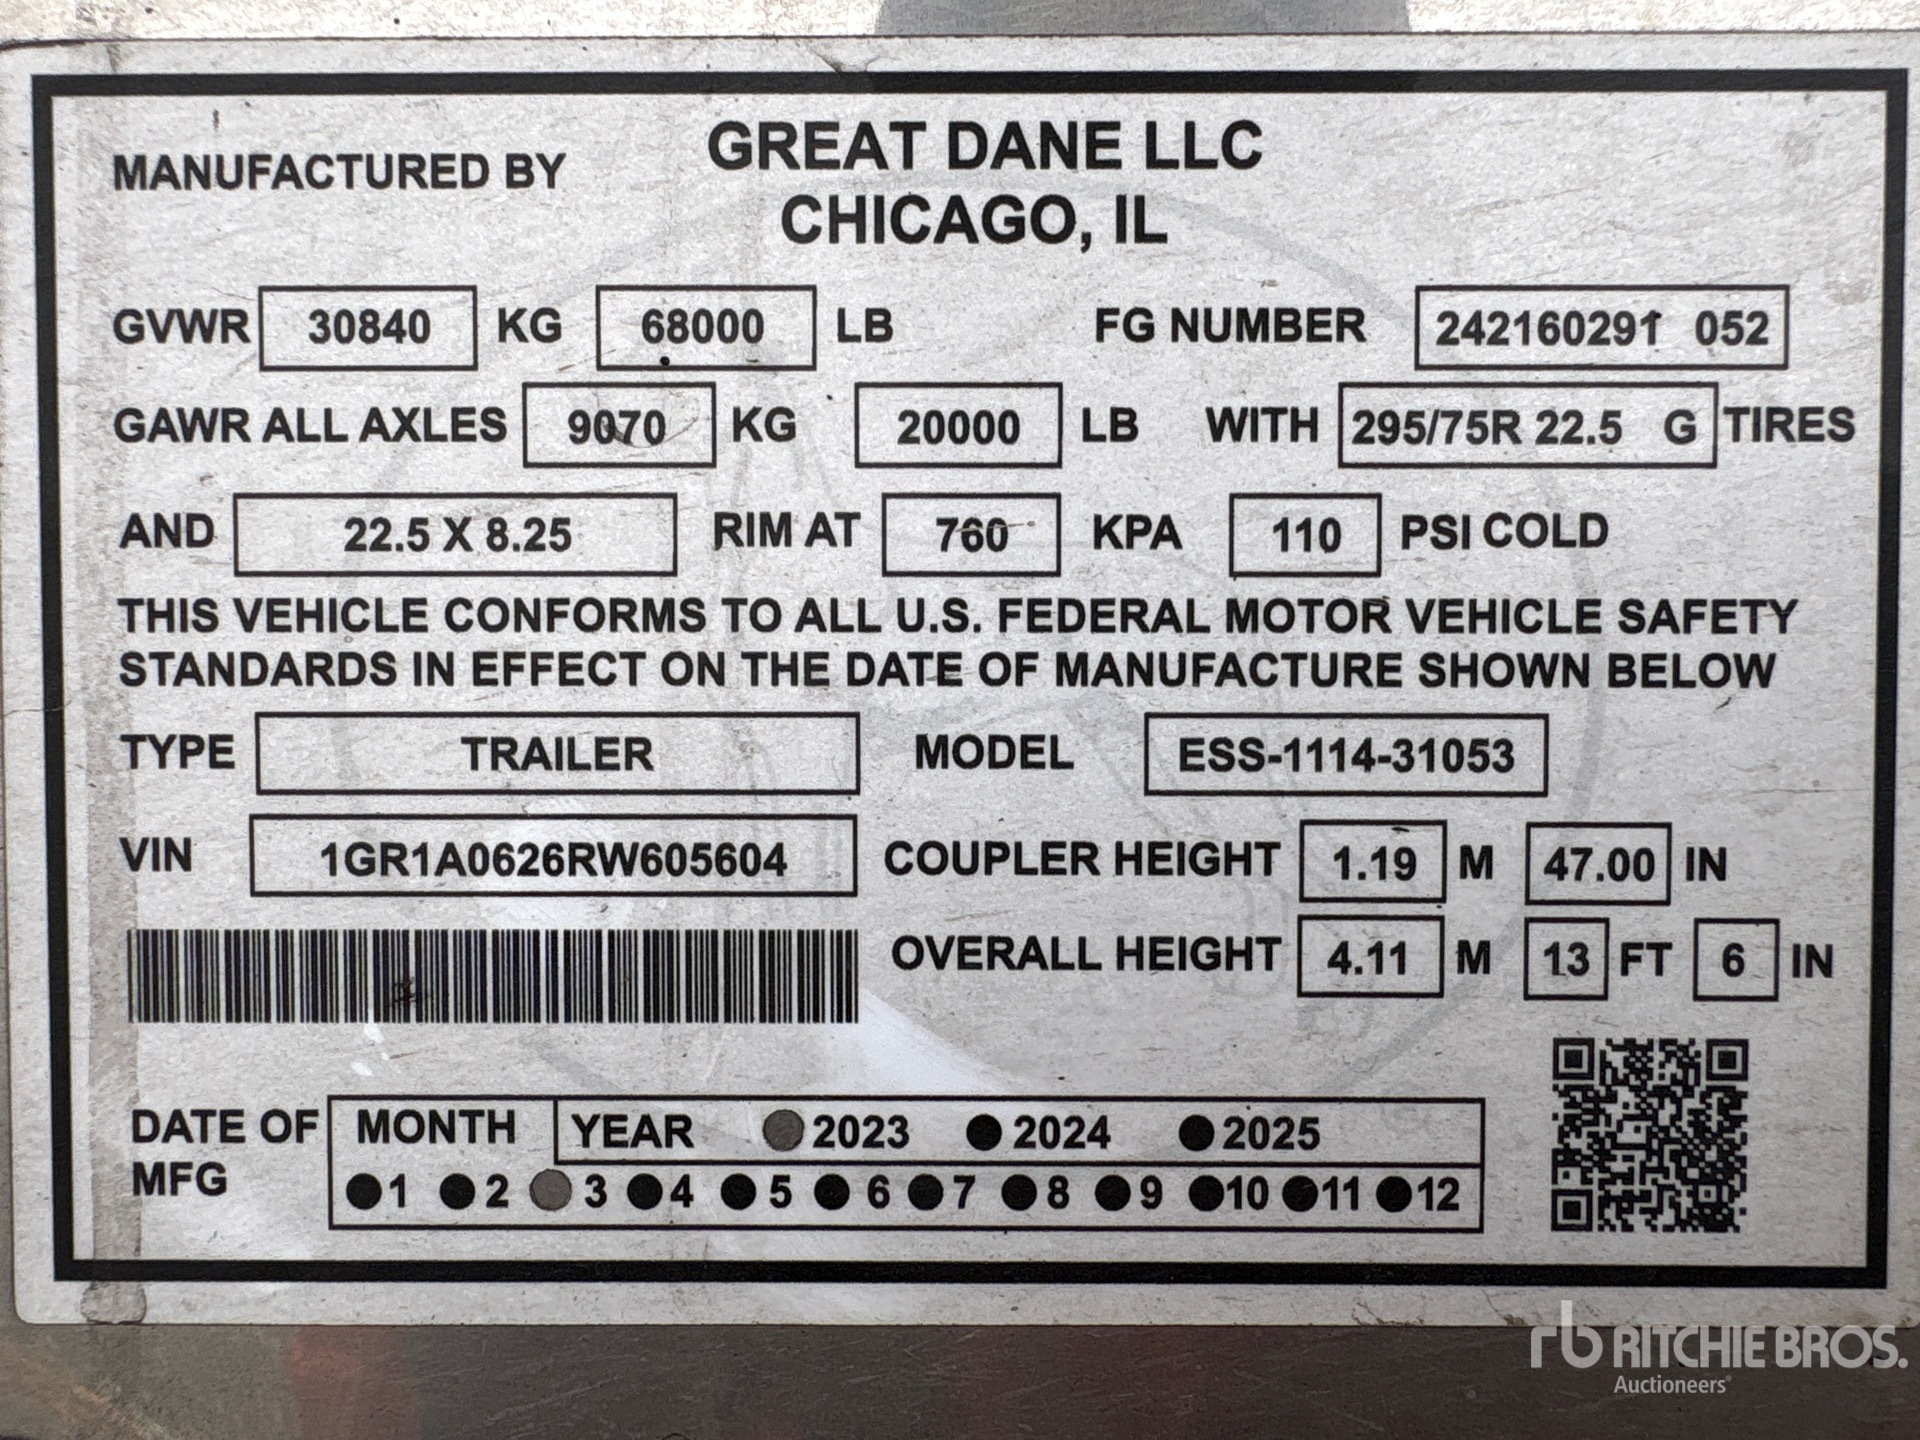 MANUFACTURED BY GREAT DANE LLC
CHICAGO, IL
GVWR 30840 KG 68000 LB FG NUMBER 242160291 052
GAWR ALL AXLES 9070 KG 20000 LB WITH 295/75R 22.5 G TIRES
AND 22.5 X 8.25 RIM AT 760 KPA 110 PSI COLD
THIS VEHICLE CONFORMS TO ALL U.S. FEDERAL MOTOR VEHICLE SAFETY
STANDARDS IN EFFECT ON THE DATE OF MANUFACTURE SHOWN BELOW
TYPE TRAILER MODEL ESS-1114-31053
VIN 1GR1A0626RW605604 COUPLER HEIGHT 1.19 M 47.00 IN
OVERALL HEIGHT 4.11 M 13 FT 6 IN
DATE OF MFG MONTH YEAR 2023 2024 2025
1 2 3 4 5 6 7 8 9 10 11 12
rb RITCHIE BROS.
Auctioneers